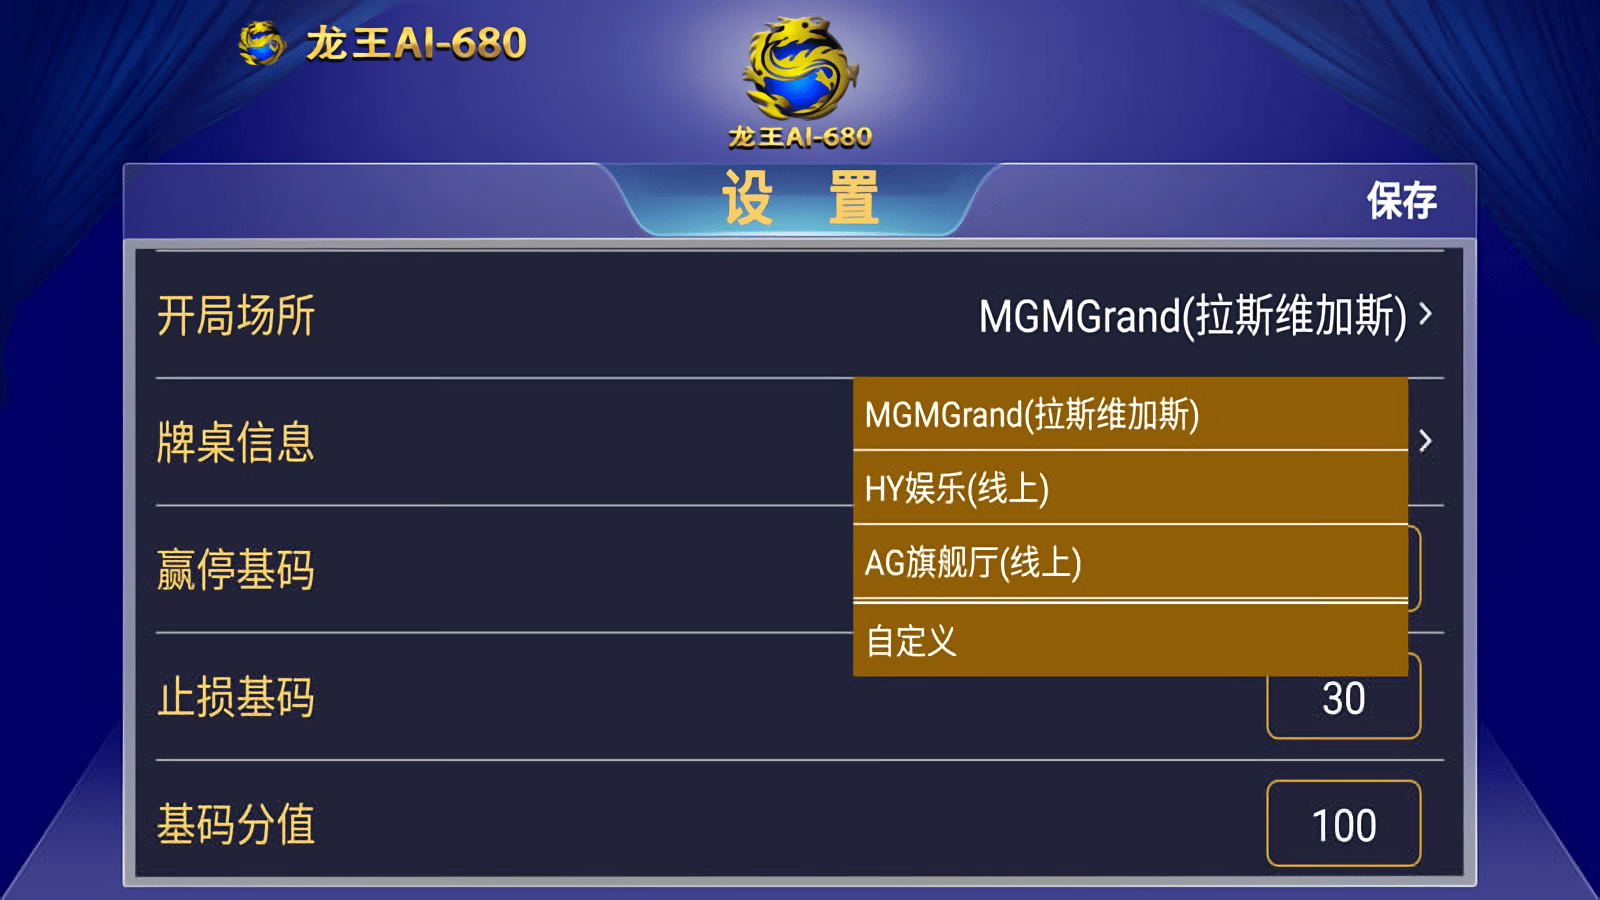 龙王AI-680
龙王AI-680
设 置
保存
开局场所
MGMGrand(拉斯维加斯)
牌桌信息
MGMGrand(拉斯维加斯)
HY娱乐(线上)
赢停基码
AG旗舰厅(线上)
自定义
止损基码
30
基码分值
100